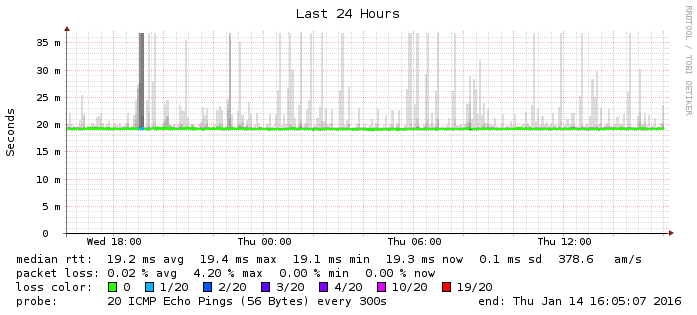 Last 24 Hours
RRDTOOL / TOBI OETIKER
Seconds
35 m
30 m
25 m
20 m
15 m
10 m
5 m
0
Wed 18:00 Thu 00:00 Thu 06:00 Thu 12:00
median rtt: 19.2 ms avg 19.4 ms max 19.1 ms min 19.3 ms now 0.1 ms sd 378.6 am/s
packet loss: 0.02 % avg 4.20 % max 0.00 % min 0.00 % now
loss color: 0 1/20 2/20 3/20 4/20 10/20 19/20
probe: 20 ICMP Echo Pings (56 Bytes) every 300s end: Thu Jan 14 16:05:07 2016